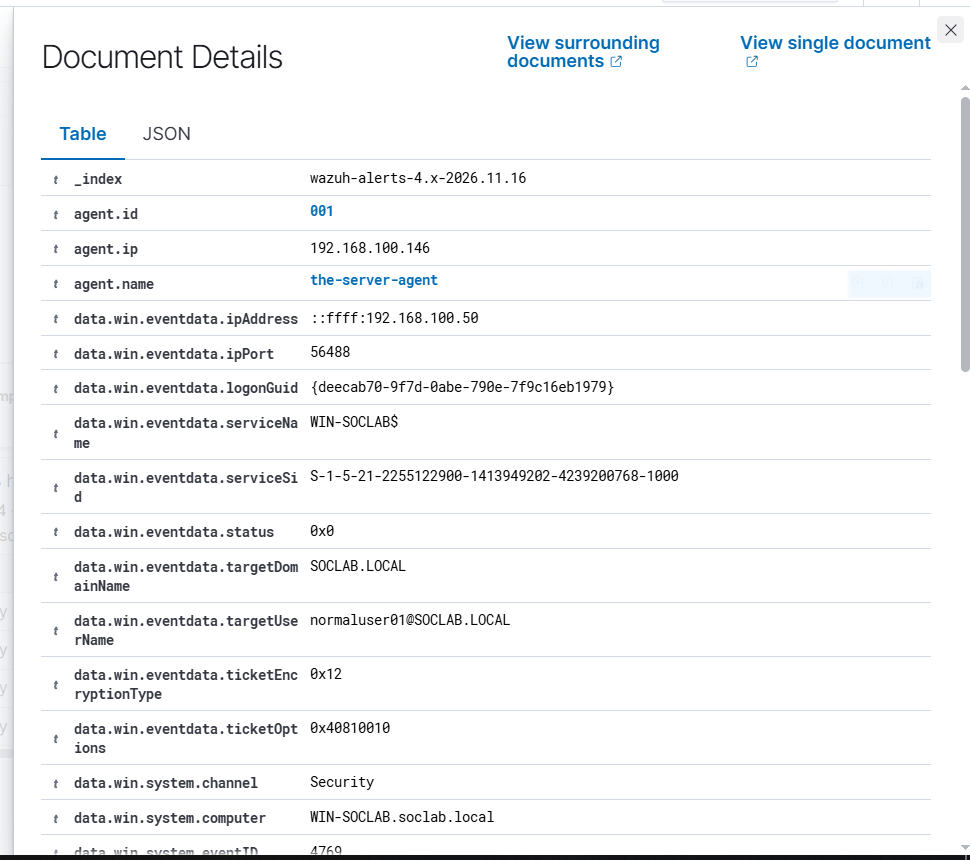 Document Details
View surrounding
documents
View single document
Table JSON
t _index wazuh-alerts-4.x-2026.11.16
t agent.id 001
t agent.ip 192.168.100.146
t agent.name the-server-agent
t data.win.eventdata.ipAddress ::ffff:192.168.100.50
t data.win.eventdata.ipPort 56488
t data.win.eventdata.logonGuid {deecab70-9f7d-0abe-790e-7f9c16eb1979}
t data.win.eventdata.serviceNa WIN-SOCLAB$
me
t data.win.eventdata.serviceSi S-1-5-21-2255122900-1413949202-4239200768-1000
d
t data.win.eventdata.status 0x0
t data.win.eventdata.targetDom SOCLAB.LOCAL
ainName
t data.win.eventdata.targetUse normaluser01@SOCLAB.LOCAL
rName
t data.win.eventdata.ticketEnc 0x12
ryptionType
t data.win.eventdata.ticketOpt 0x40810010
ions
t data.win.system.channel Security
t data.win.system.computer WIN-SOCLAB.soclab.local
t data.win.system.eventID 4769